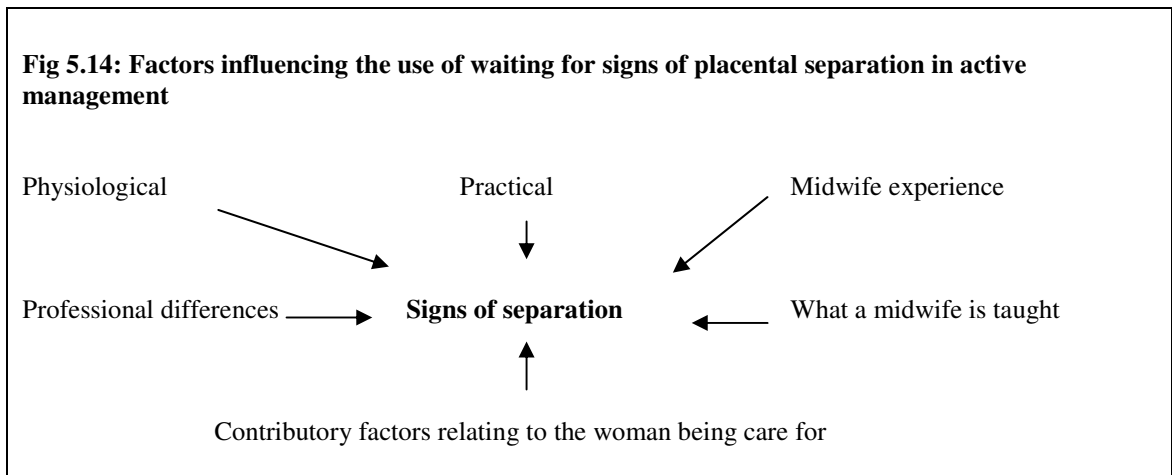 Fig 5.14: Factors influencing the use of waiting for signs of placental separation in active
management
Physiological
Practical
Midwife experience
Professional differences
Signs of separation
What a midwife is taught
Contributory factors relating to the woman being care for